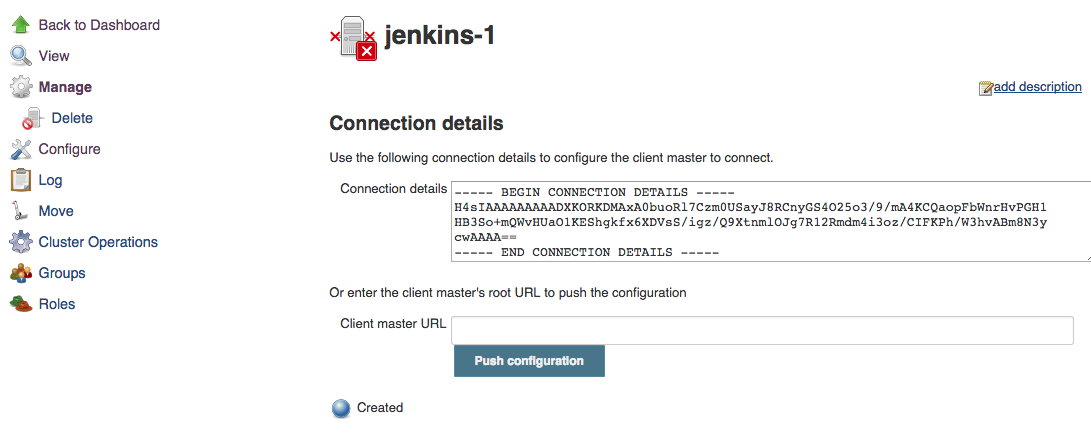 Back to Dashboard
View
Manage
Delete
Configure
Log
Move
Cluster Operations
Groups
Roles
jenkins-1
add description
Connection details
Use the following connection details to configure the client master to connect.
Connection details
----- BEGIN CONNECTION DETAILS -----
H4sIAAAAAAAAADXKORKDMAxA0buoRl7Czm0USayJ8RCnyGS4O25o3/9/mA4KCQaopFbWnrHvPGH1
HB3So+mQWvHUaO1KEShgkfx6XDVsS/igz/Q9XtnmlOJg7R12Rmdm4i3oz/CIFKPh/W3hvABm8N3y
cwAAAA==
----- END CONNECTION DETAILS -----
Or enter the client master's root URL to push the configuration
Client master URL
Push configuration
Created